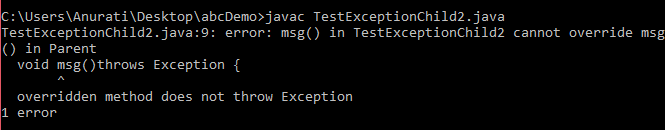 C:\Users\Anurati\Desktop\abcDemo>javac TestExceptionChild2.java
TestExceptionChild2.java:9: error: msg() in TestExceptionChild2 cannot override msg
() in Parent
  void msg()throws Exception {
       ^
  overridden method does not throw Exception
1 error